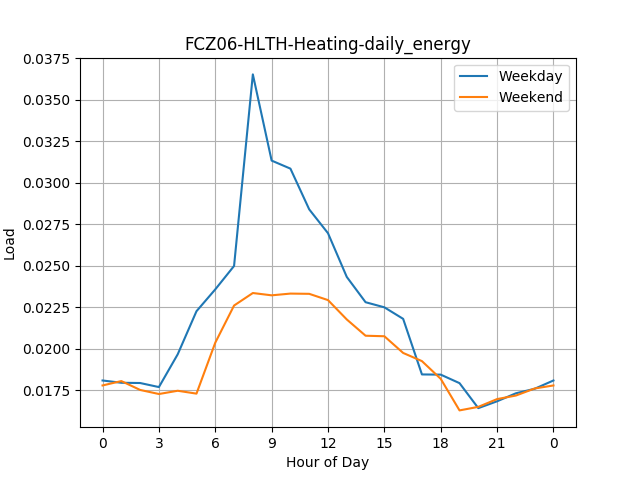 FCZ06-HLTH-Heating-daily_energy
Weekday
Weekend
Load
0.0375
0.0350
0.0325
0.0300
0.0275
0.0250
0.0225
0.0200
0.0175
0 3 6 9 12 15 18 21 0
Hour of Day